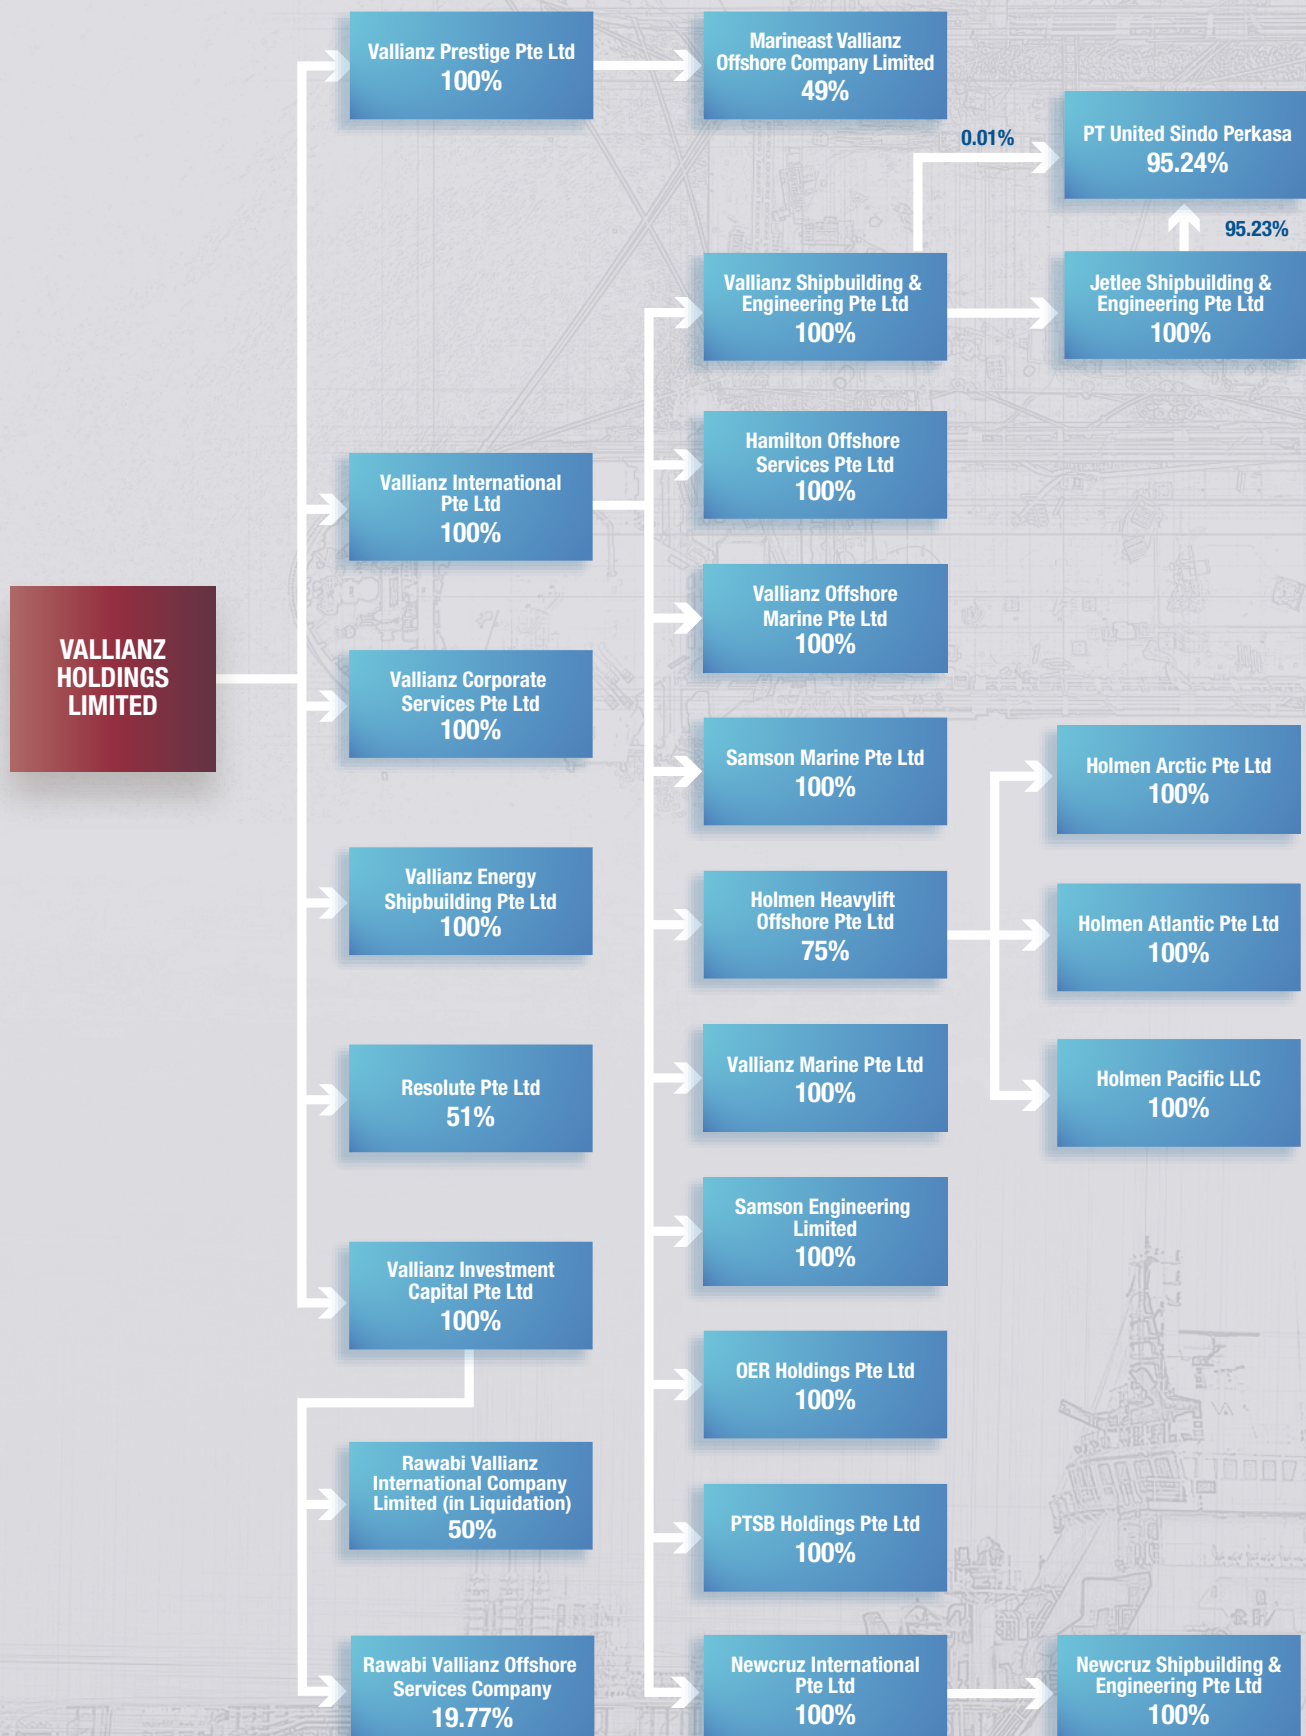 VALLIANZ
HOLDINGS
LIMITED
Vallianz Prestige Pte Ltd
100%
Vallianz International
Pte Ltd
100%
Vallianz Corporate
Services Pte Ltd
100%
Vallianz Energy
Shipbuilding Pte Ltd
100%
Resolute Pte Ltd
51%
Vallianz Investment
Capital Pte Ltd
100%
Rawabi Vallianz
International Company
Limited (in Liquidation)
50%
Rawabi Vallianz Offshore
Services Company
19.77%
Marineast Vallianz
Offshore Company Limited
49%
Vallianz Shipbuilding &
Engineering Pte Ltd
100%
Hamilton Offshore
Services Pte Ltd
100%
Vallianz Offshore
Marine Pte Ltd
100%
Samson Marine Pte Ltd
100%
Holmen Heavylift
Offshore Pte Ltd
75%
Vallianz Marine Pte Ltd
100%
Samson Engineering
Limited
100%
OER Holdings Pte Ltd
100%
PTSB Holdings Pte Ltd
100%
Newcruz International
Pte Ltd
100%
0.01%
PT United Sindo Perkasa
95.24%
95.23%
Jetlee Shipbuilding &
Engineering Pte Ltd
100%
Holmen Arctic Pte Ltd
100%
Holmen Atlantic Pte Ltd
100%
Holmen Pacific LLC
100%
Newcruz Shipbuilding &
Engineering Pte Ltd
100%